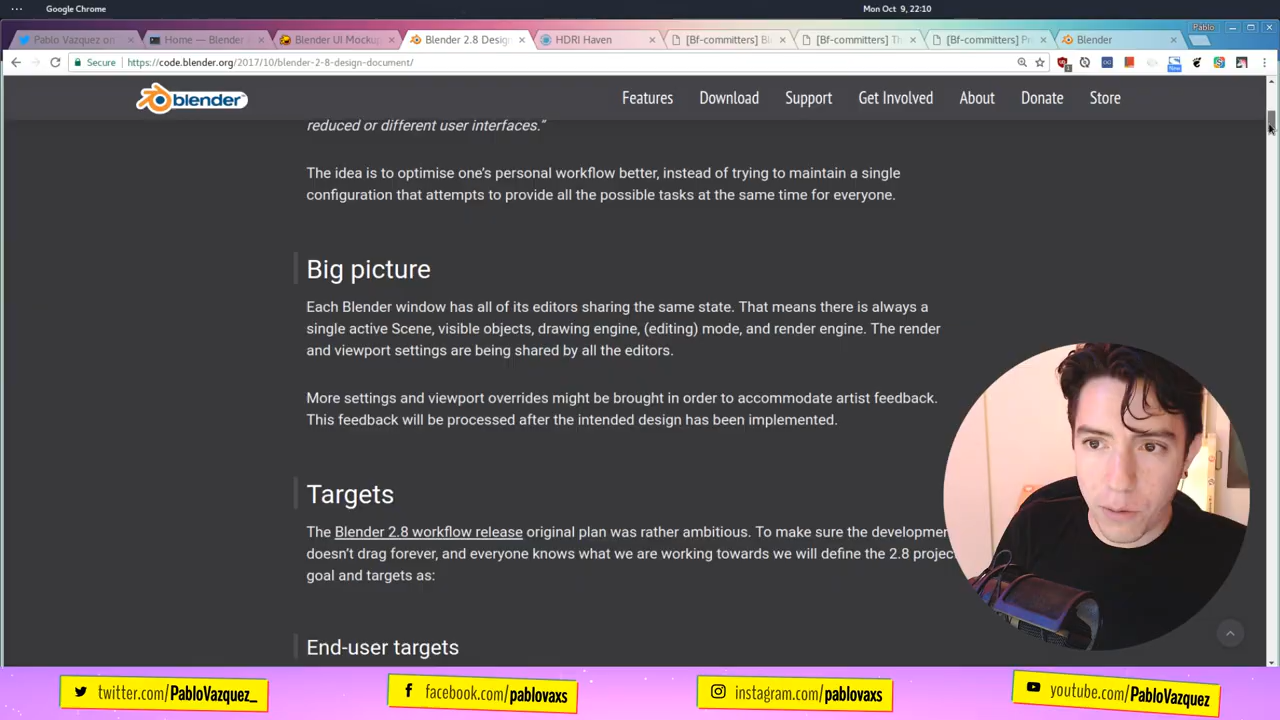 Google Chrome
Mon Oct 9, 22:10
Pablo
Pablo Vazquez on
Home — Blender
Blender UI Mockup
Blender 2.8 Desig
HDRI Haven
[Bf-committers] Bl
[Bf-committers] Th
[Bf-committers] Pr
Blender
Secure
https://code.blender.org/2017/10/blender-2-8-design-document/
blender
Features
Download
Support
Get Involved
About
Donate
Store
reduced or different user interfaces.”
The idea is to optimise one’s personal workflow better, instead of trying to maintain a single
configuration that attempts to provide all the possible tasks at the same time for everyone.
Big picture
Each Blender window has all of its editors sharing the same state. That means there is always a
single active Scene, visible objects, drawing engine, (editing) mode, and render engine. The render
and viewport settings are being shared by all the editors.
More settings and viewport overrides might be brought in order to accommodate artist feedback.
This feedback will be processed after the intended design has been implemented.
Targets
The Blender 2.8 workflow release original plan was rather ambitious. To make sure the developmen
doesn’t drag forever, and everyone knows what we are working towards we will define the 2.8 projec
goal and targets as:
End-user targets
twitter.com/PabloVazquez_
facebook.com/pablovaxs
instagram.com/pablovaxs
youtube.com/PabloVazquez